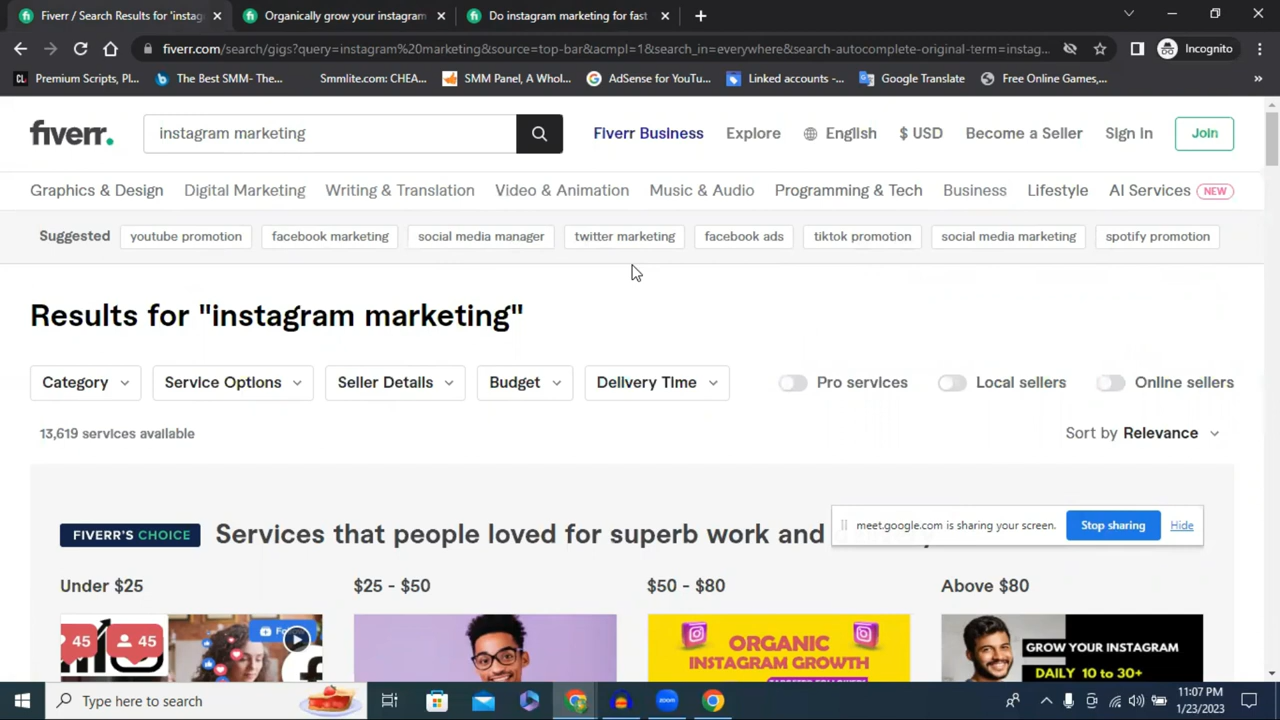 Fiverr / Search Results for 'instag
Organically grow your instagram
Do instagram marketing for fast
fiverr.com/search/gigs?query=instagram%20marketing&source=top-bar&acmpl=1&search_in=everywhere&search-autocomplete-original-term=instag...
Incognito
Premium Scripts, Pl...
The Best SMM- The...
Smmlite.com: CHEA...
SMM Panel, A Whol...
AdSense for YouTu...
Linked accounts -...
Google Translate
Free Online Games,...
fiverr.
instagram marketing
Fiverr Business
Explore
English
$ USD
Become a Seller
Sign In
Join
Graphics & Design
Digital Marketing
Writing & Translation
Video & Animation
Music & Audio
Programming & Tech
Business
Lifestyle
AI Services NEW
Suggested
youtube promotion
facebook marketing
social media manager
twitter marketing
facebook ads
tiktok promotion
social media marketing
spotify promotion
Results for "instagram marketing"
Category
Service Options
Seller Details
Budget
Delivery Time
Pro services
Local sellers
Online sellers
13,619 services available
Sort by Relevance
FIVERR'S CHOICE
Services that people loved for superb work and
meet.google.com is sharing your screen.
Stop sharing
Hide
Under $25
$25 - $50
$50 - $80
Above $80
45
45
ORGANIC
INSTAGRAM GROWTH
GROW YOUR INSTAGRAM
DAILY 10 to 30+
Type here to search
zoom
11:07 PM
1/23/2023